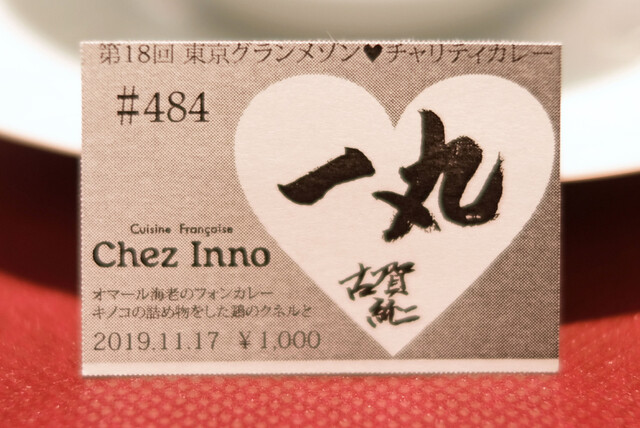 第18回 東京グランメゾン♥チャリティカレー
#484
一丸
Cuisine Française
Chez Inno
古賀純二
オマール海老のフォンカレー
キノコの詰め物をした鶏のクネルと
2019.11.17 ¥1,000